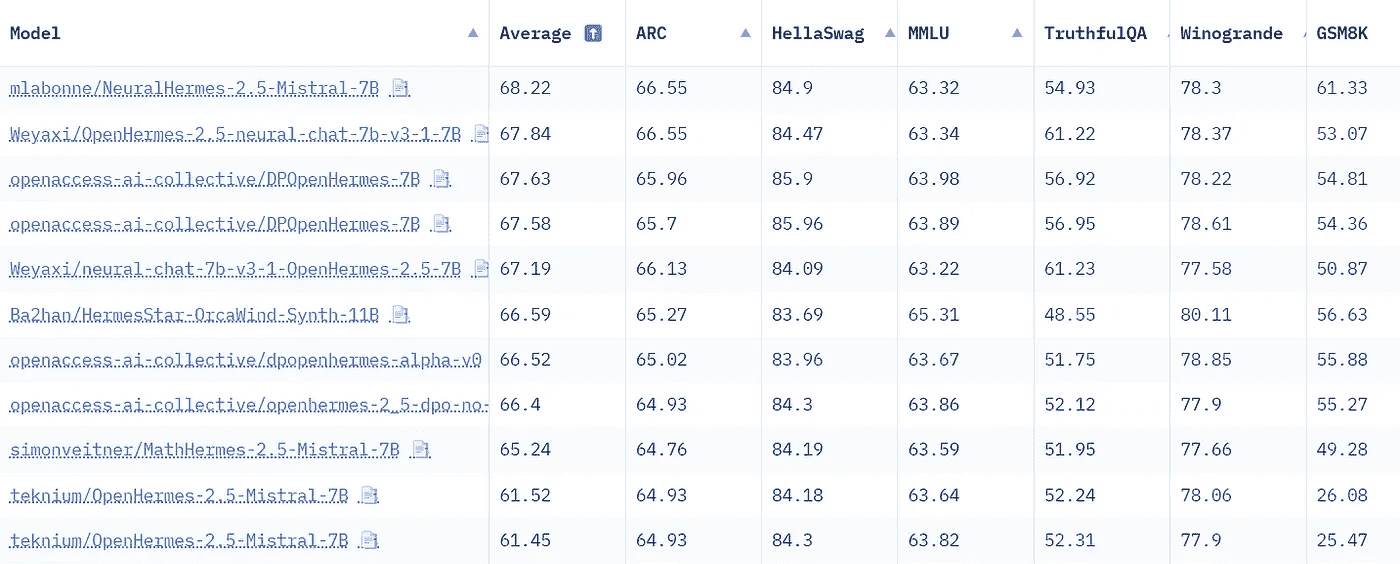 Model Average ARC HellaSwag MMLU TruthfulQA Winogrande GSM8K
mlabonne/NeuralHermes-2.5-Mistral-7B 68.22 66.55 84.9 63.32 54.93 78.3 61.33
Weyaxi/OpenHermes-2.5-neural-chat-7b-v3-1-7B 67.84 66.55 84.47 63.34 61.22 78.37 53.07
openaccess-ai-collective/DPOpenHermes-7B 67.63 65.96 85.9 63.98 56.92 78.22 54.81
openaccess-ai-collective/DPOpenHermes-7B 67.58 65.7 85.96 63.89 56.95 78.61 54.36
Weyaxi/neural-chat-7b-v3-1-OpenHermes-2.5-7B 67.19 66.13 84.09 63.22 61.23 77.58 50.87
Ba2han/HermesStar-OrcaWind-Synth-11B 66.59 65.27 83.69 65.31 48.55 80.11 56.63
openaccess-ai-collective/dpopenhermes-alpha-v0 66.52 65.02 83.96 63.67 51.75 78.85 55.88
openaccess-ai-collective/openhermes-2_5-dpo-no- 66.4 64.93 84.3 63.86 52.12 77.9 55.27
simonveitner/MathHermes-2.5-Mistral-7B 65.24 64.76 84.19 63.59 51.95 77.66 49.28
teknium/OpenHermes-2.5-Mistral-7B 61.52 64.93 84.18 63.64 52.24 78.06 26.08
teknium/OpenHermes-2.5-Mistral-7B 61.45 64.93 84.3 63.82 52.31 77.9 25.47